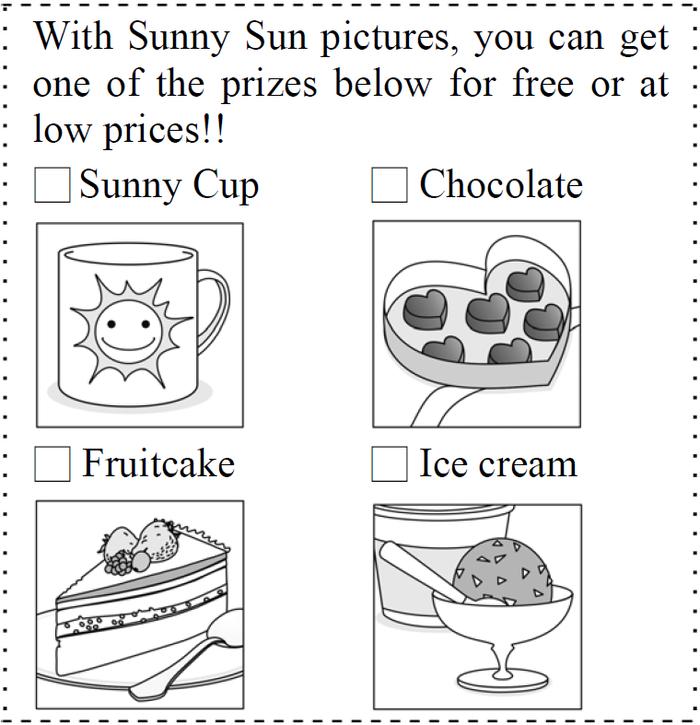 With Sunny Sun pictures, you can get
one of the prizes below for free or at
low prices!!
Sunny Cup
Chocolate
Fruitcake
Ice cream